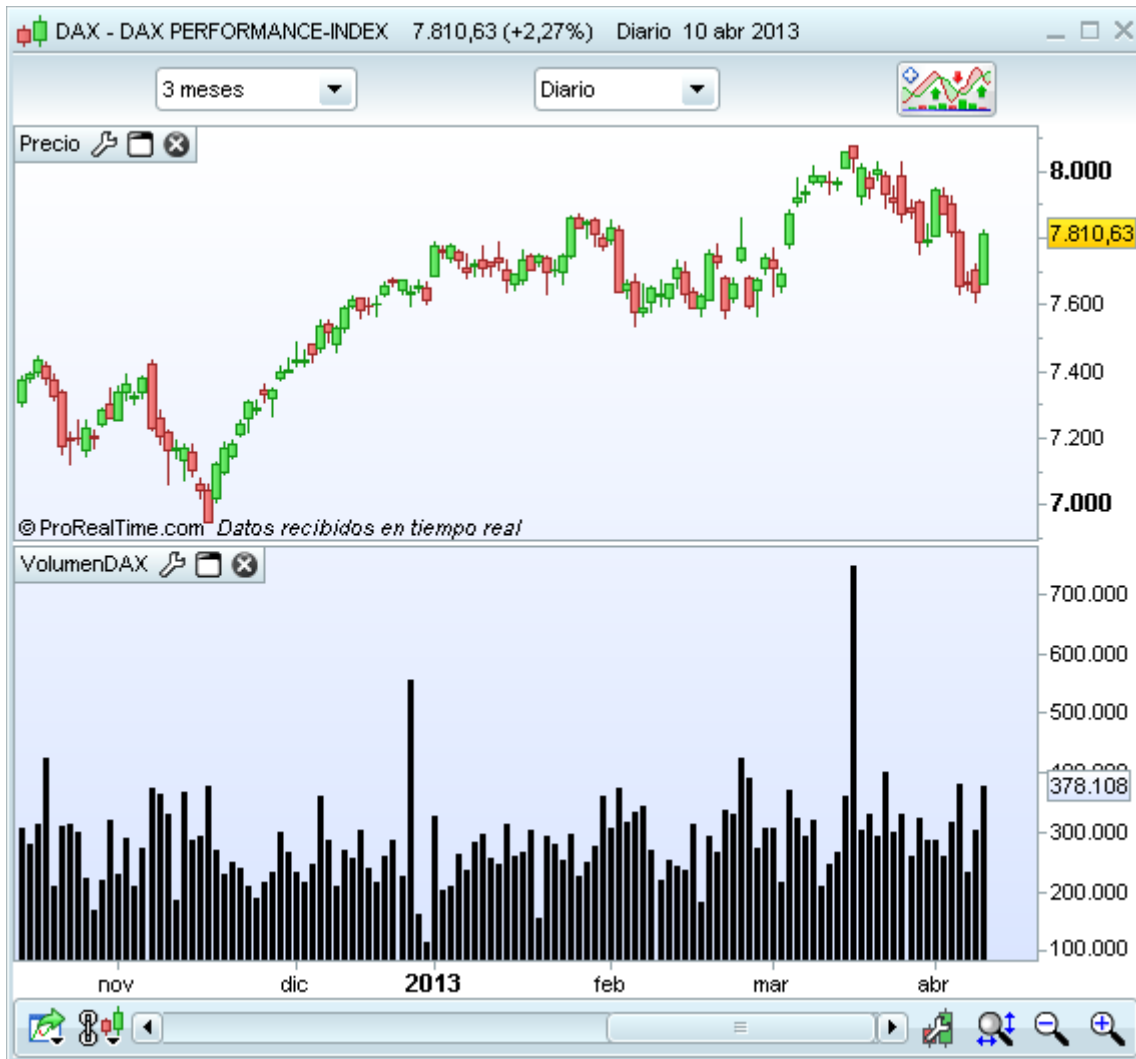 DAX - DAX PERFORMANCE-INDEX 7.810,63 (+2,27%) Diario 10 abr 2013
3 meses Diario
Precio
8.000
7.810,63
7.600
7.400
7.200
7.000
© ProRealTime.com Datos recibidos en tiempo real
VolumenDAX
700.000
600.000
500.000
400.000
378.108
300.000
200.000
100.000
nov dic 2013 feb mar abr